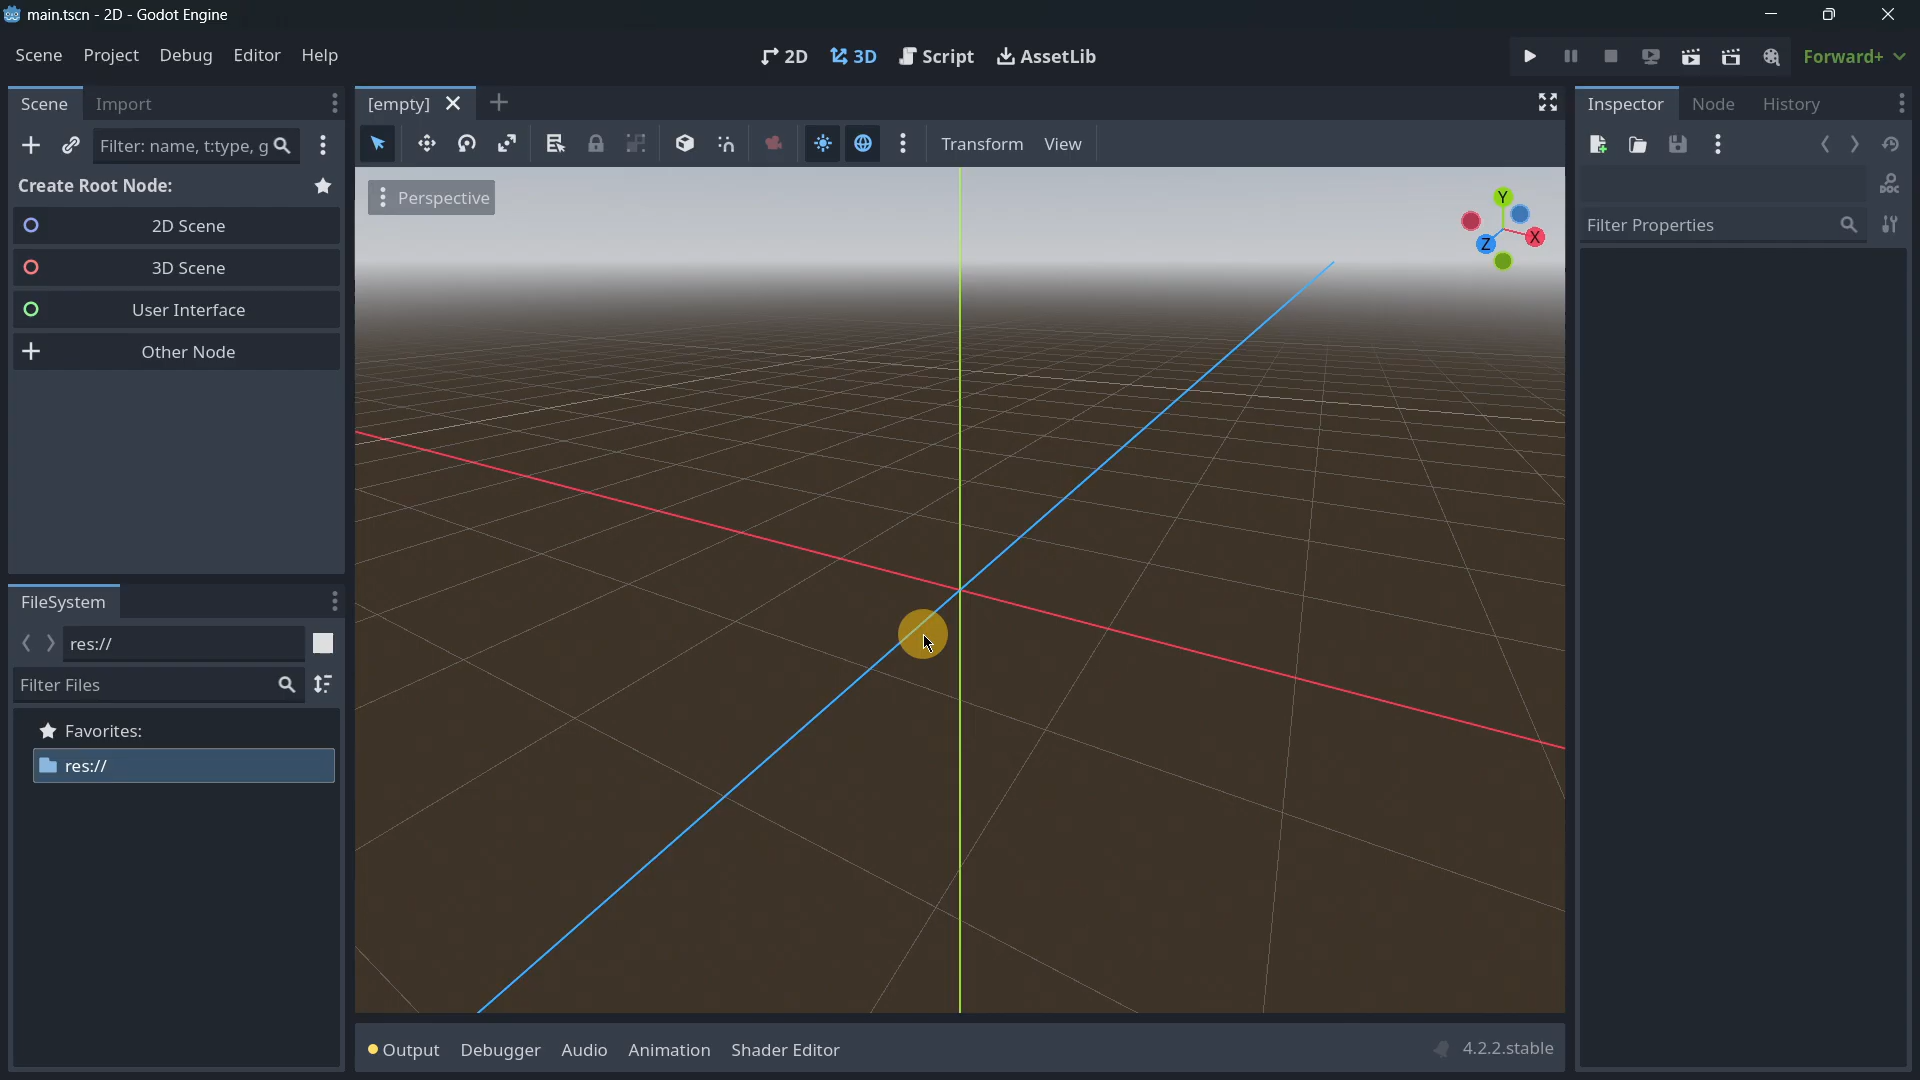 main.tscn - 2D - Godot Engine
Scene Project Debug Editor Help
2D 3D Script AssetLib
Forward+
Scene Import
[empty]
Inspector Node History
Filter: name, t:type, g
Transform View
Create Root Node:
2D Scene
3D Scene
User Interface
Other Node
Perspective
Y
X
Z
DOC
Filter Properties
FileSystem
res://
Filter Files
Favorites:
res://
Output Debugger Audio Animation Shader Editor
4.2.2.stable